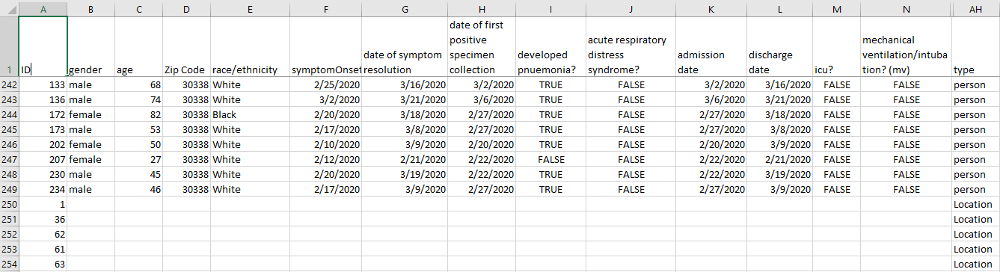 A B C D E F G H I J K L M N AH
1 ID gender age Zip Code race/ethnicity symptomOnset date of symptom resolution date of first positive specimen collection developed pnuemonia? acute respiratory distress syndrome? admission date discharge date icu? mechanical ventilation/intubation? (mv) type
242 133 male 68 30338 White 2/25/2020 3/16/2020 3/2/2020 TRUE FALSE 3/2/2020 3/16/2020 FALSE FALSE person
243 136 male 74 30338 White 3/2/2020 3/21/2020 3/6/2020 TRUE FALSE 3/6/2020 3/21/2020 FALSE FALSE person
244 172 female 82 30338 Black 2/20/2020 3/18/2020 2/27/2020 TRUE FALSE 2/27/2020 3/18/2020 FALSE FALSE person
245 173 male 53 30338 White 2/17/2020 3/8/2020 2/27/2020 TRUE FALSE 2/27/2020 3/8/2020 FALSE FALSE person
246 202 female 50 30338 White 2/10/2020 3/9/2020 2/20/2020 TRUE FALSE 2/20/2020 3/9/2020 FALSE FALSE person
247 207 female 27 30338 White 2/12/2020 2/21/2020 2/22/2020 FALSE FALSE 2/22/2020 2/21/2020 FALSE FALSE person
248 230 male 45 30338 White 2/20/2020 3/19/2020 2/22/2020 TRUE FALSE 2/22/2020 3/19/2020 FALSE FALSE person
249 234 male 46 30338 White 2/17/2020 3/9/2020 2/27/2020 TRUE FALSE 2/27/2020 3/9/2020 FALSE FALSE person
250 1 Location
251 36 Location
252 62 Location
253 61 Location
254 63 Location